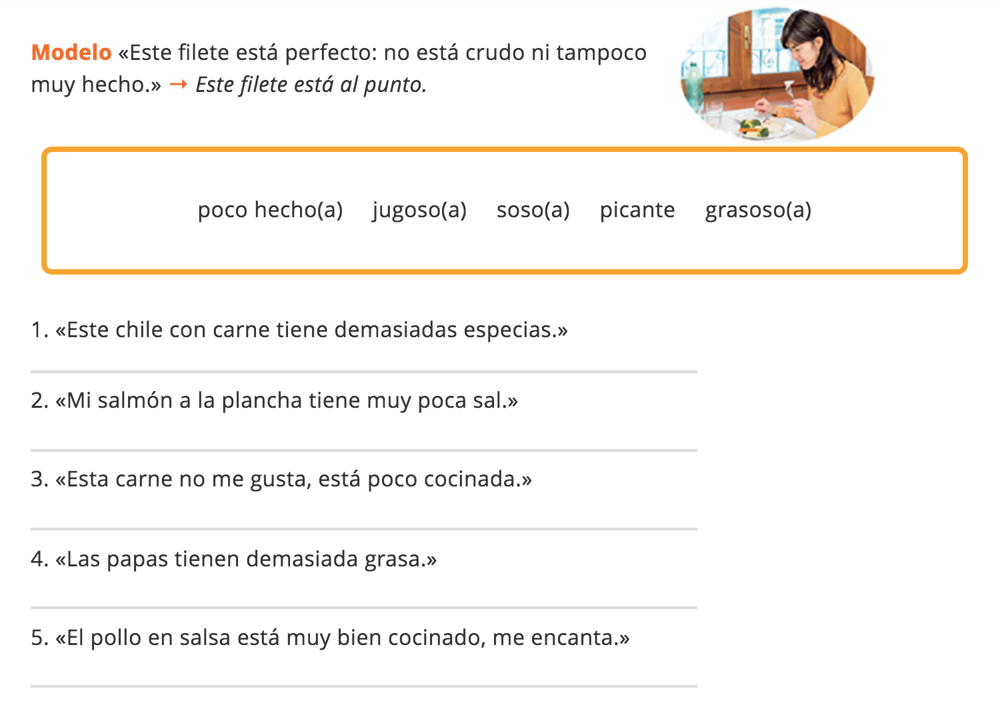 Modelo «Este filete está perfecto: no está crudo ni tampoco
muy hecho.» → Este filete está al punto.
poco hecho(a) jugoso(a) soso(a) picante grasoso(a)
1. «Este chile con carne tiene demasiadas especias.»
2. «Mi salmón a la plancha tiene muy poca sal.»
3. «Esta carne no me gusta, está poco cocinada.»
4. «Las papas tienen demasiada grasa.»
5. «El pollo en salsa está muy bien cocinado, me encanta.»